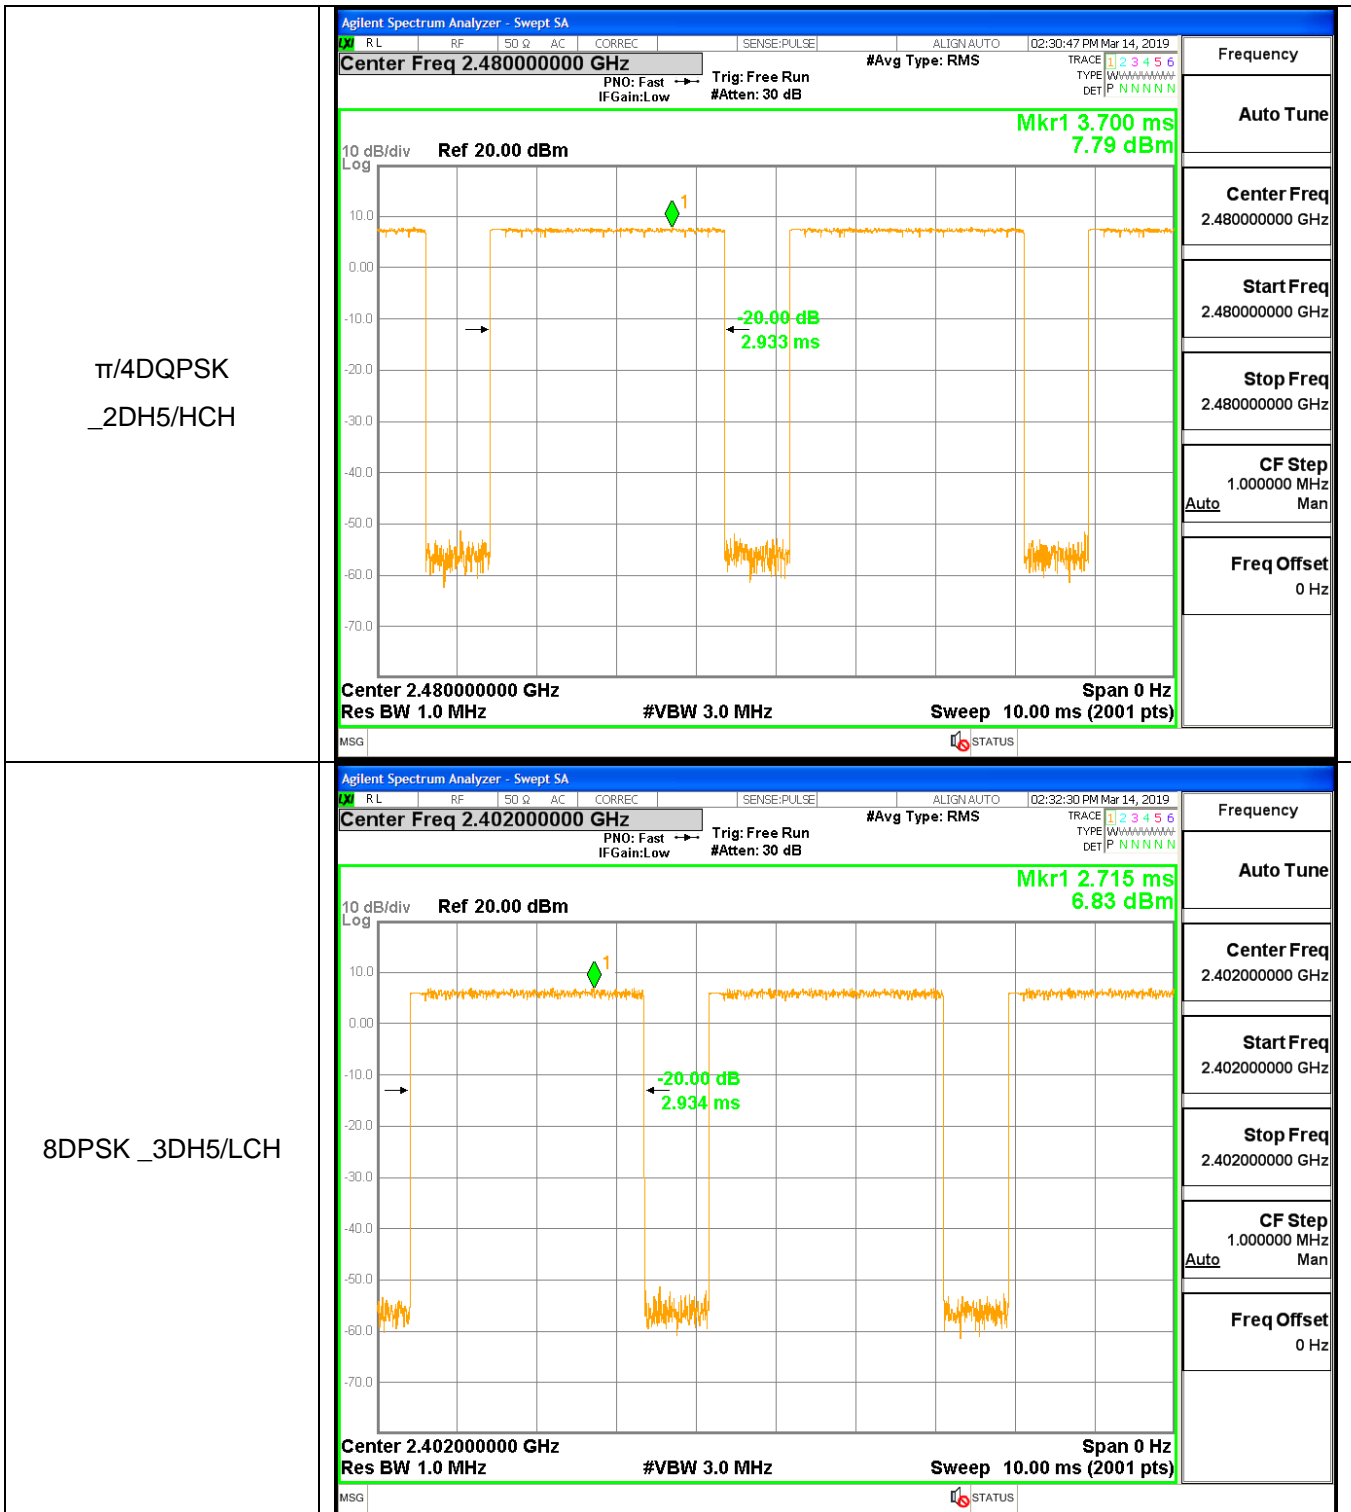 π/4DQPSK
_2DH5/HCH
Agilent Spectrum Analyzer - Swept SA
LXI RL RF 50 Ω AC CORREC SENSE:PULSE ALIGNAUTO 02:30:47 PM Mar 14, 2019
Center Freq 2.480000000 GHz #Avg Type: RMS TRACE 1 2 3 4 5 6
PNO: Fast Trig: Free Run TYPE
IFGain:Low #Atten: 30 dB DET P N N N N N
Mkr1 3.700 ms
7.79 dBm
10 dB/div Ref 20.00 dBm
Log
10.0
0.00
-10.0
-20.0
-30.0
-40.0
-50.0
-60.0
-70.0
1
-20.00 dB
2.933 ms
Center 2.480000000 GHz Span 0 Hz
Res BW 1.0 MHz #VBW 3.0 MHz Sweep 10.00 ms (2001 pts)
MSG STATUS
Frequency
Auto Tune
Center Freq
2.480000000 GHz
Start Freq
2.480000000 GHz
Stop Freq
2.480000000 GHz
CF Step
1.000000 MHz
Auto Man
Freq Offset
0 Hz
8DPSK _3DH5/LCH
Agilent Spectrum Analyzer - Swept SA
LXI RL RF 50 Ω AC CORREC SENSE:PULSE ALIGNAUTO 02:32:30 PM Mar 14, 2019
Center Freq 2.402000000 GHz #Avg Type: RMS TRACE 1 2 3 4 5 6
PNO: Fast Trig: Free Run TYPE
IFGain:Low #Atten: 30 dB DET P N N N N N
Mkr1 2.715 ms
6.83 dBm
10 dB/div Ref 20.00 dBm
Log
10.0
0.00
-10.0
-20.0
-30.0
-40.0
-50.0
-60.0
-70.0
1
-20.00 dB
2.934 ms
Center 2.402000000 GHz Span 0 Hz
Res BW 1.0 MHz #VBW 3.0 MHz Sweep 10.00 ms (2001 pts)
MSG STATUS
Frequency
Auto Tune
Center Freq
2.402000000 GHz
Start Freq
2.402000000 GHz
Stop Freq
2.402000000 GHz
CF Step
1.000000 MHz
Auto Man
Freq Offset
0 Hz